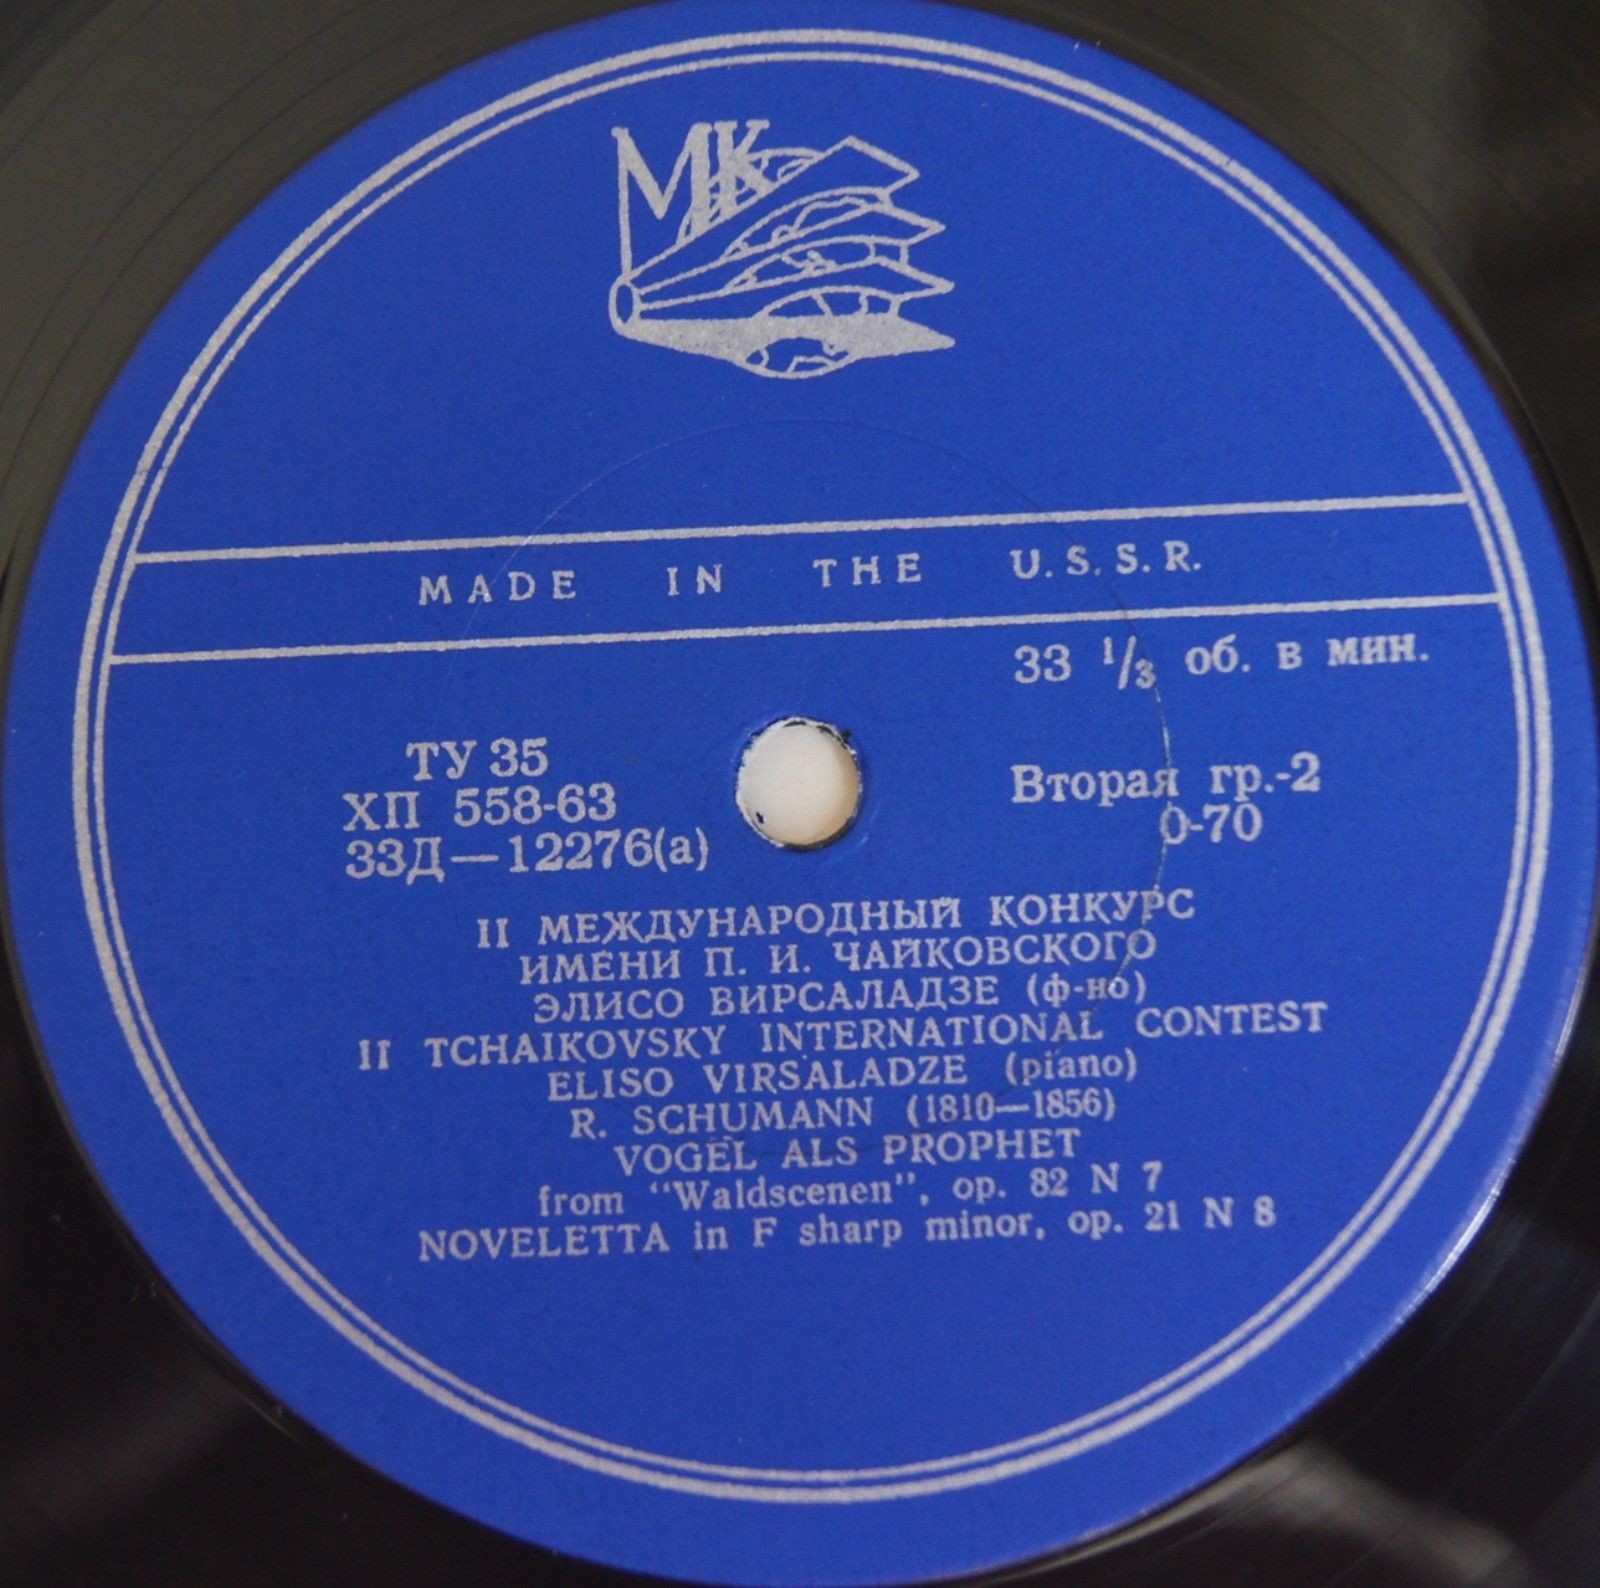 МК
MADE IN THE U.S.S.R.
33 1/3 об. в мин.
ТУ 35
ХП 558-63
33Д—12276(а)
Вторая гр.-2
0-70
II МЕЖДУНАРОДНЫЙ КОНКУРС
ИМЕНИ П. И. ЧАЙКОВСКОГО
ЭЛИСО ВИРСАЛАДЗЕ (ф-но)
II TCHAIKOVSKY INTERNATIONAL CONTEST
ELISO VIRSALADZE (piano)
R. SCHUMANN (1810—1856)
VOGEL ALS PROPHET
from "Waldscenen", op. 82 N 7
NOVELETTA in F sharp minor, op. 21 N 8